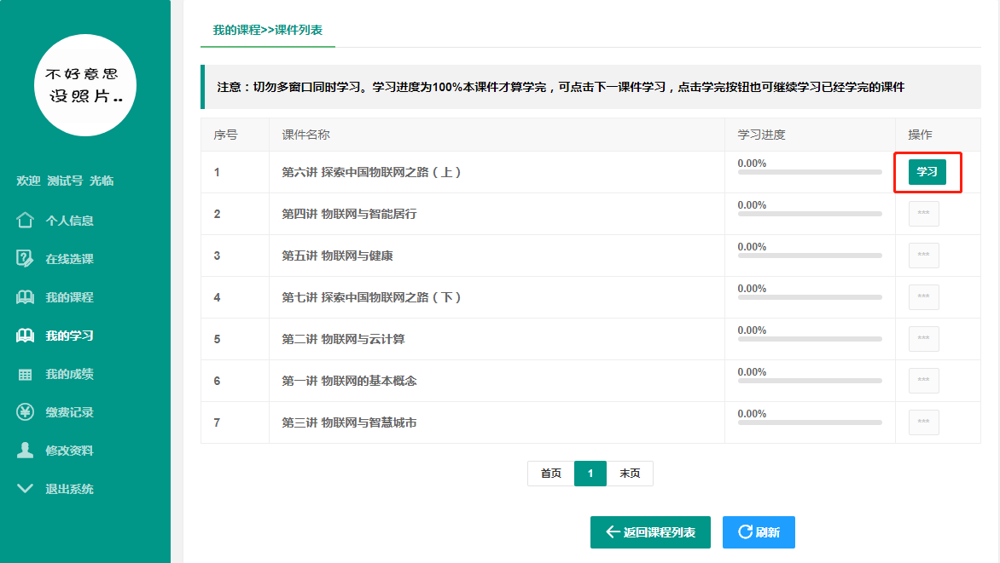 不好意思
没照片..
欢迎 测试号 光临
个人信息
在线选课
我的课程
我的学习
我的成绩
缴费记录
修改资料
退出系统
我的课程>>课件列表
注意：切勿多窗口同时学习。学习进度为100%本课件才算学完，可点击下一课件学习，点击学完按钮也可继续学习已经学完的课件
序号 课件名称 学习进度 操作
1 第六讲 探索中国物联网之路（上） 0.00% 学习
2 第四讲 物联网与智能居行 0.00% ***
3 第五讲 物联网与健康 0.00% ***
4 第七讲 探索中国物联网之路（下） 0.00% ***
5 第二讲 物联网与云计算 0.00% ***
6 第一讲 物联网的基本概念 0.00% ***
7 第三讲 物联网与智慧城市 0.00% ***
首页 1 末页
返回课程列表 刷新